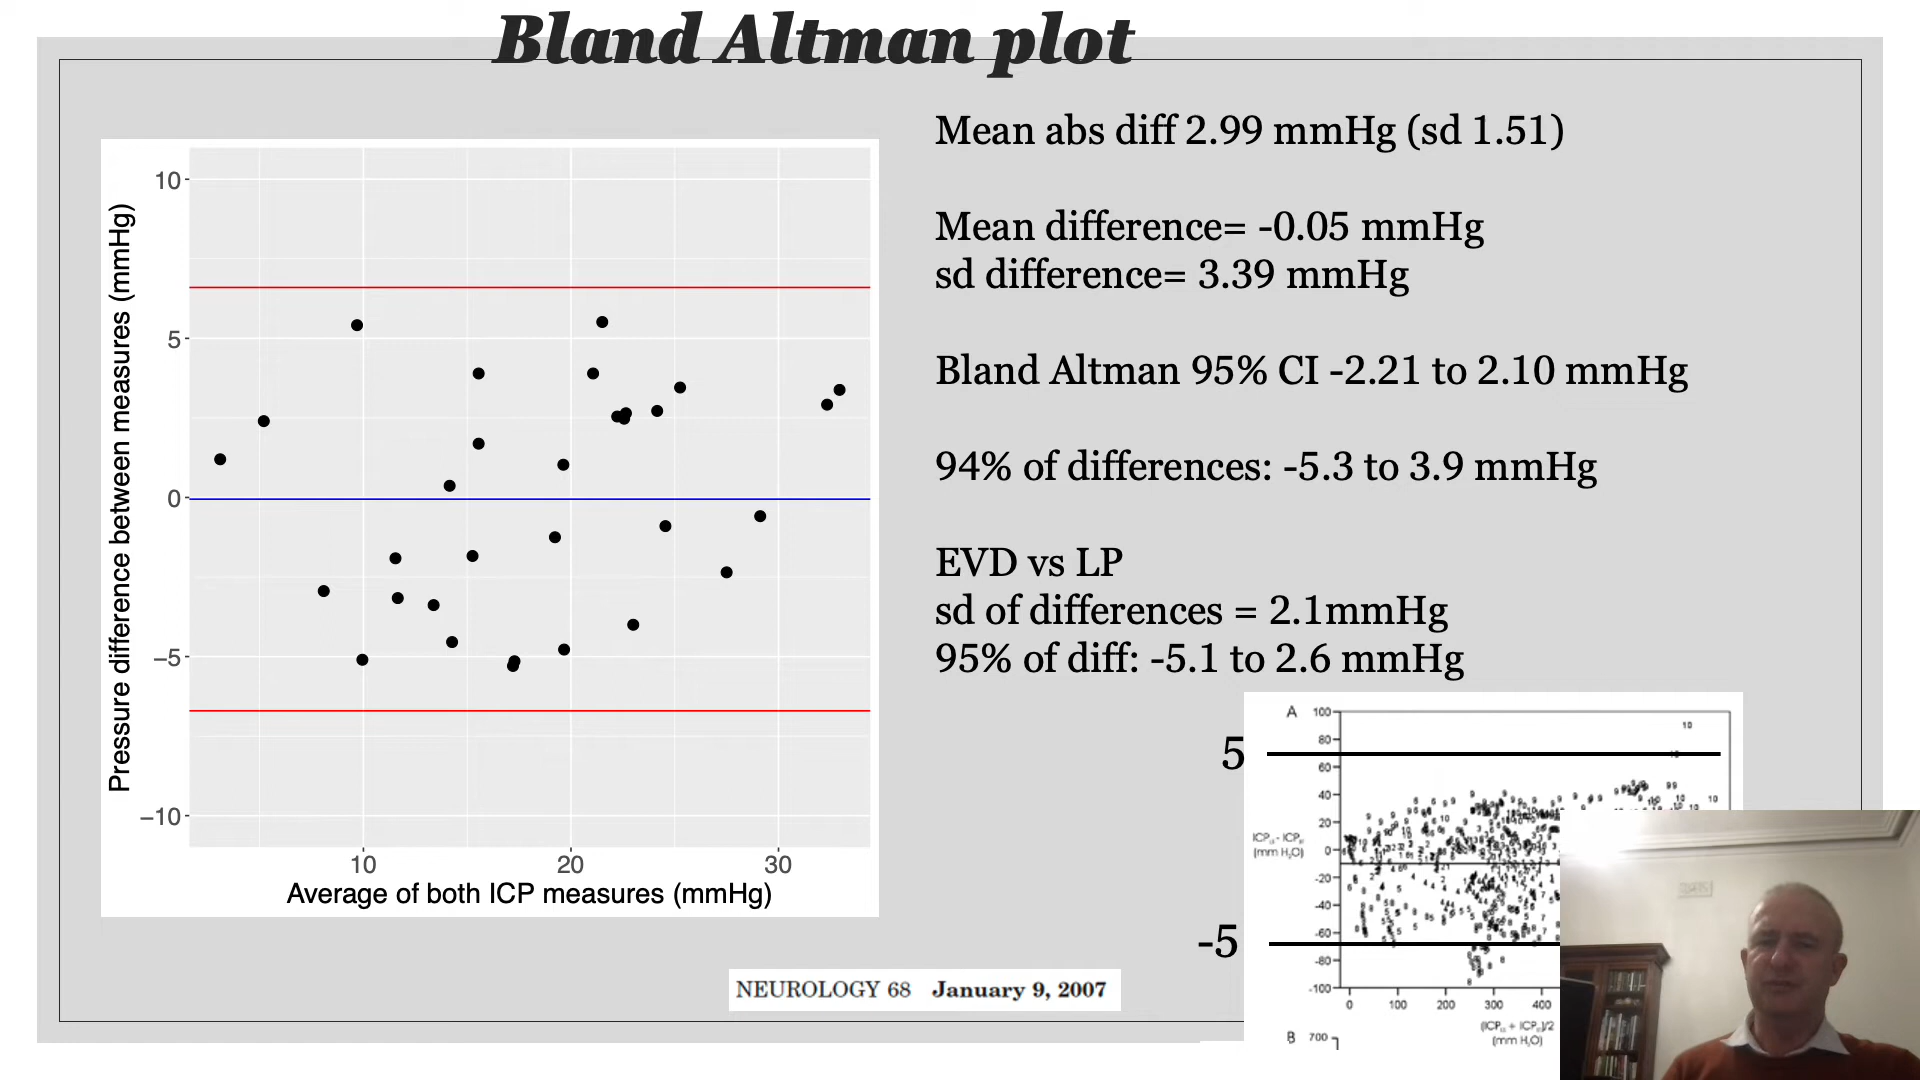 Bland Altman plot
Pressure difference between measures (mmHg)
10
5
0
−5
−10
10 20 30
Average of both ICP measures (mmHg)
Mean abs diff 2.99 mmHg (sd 1.51)
Mean difference= -0.05 mmHg
sd difference= 3.39 mmHg
Bland Altman 95% CI -2.21 to 2.10 mmHg
94% of differences: -5.3 to 3.9 mmHg
EVD vs LP
sd of differences = 2.1mmHg
95% of diff: -5.1 to 2.6 mmHg
5
-5
A
100
80
60
40
20
0
-20
-40
-60
-80
-100
(mm H₂O)
0 100 200 300 400
(mm H₂O)
B 700
NEUROLOGY 68 January 9, 2007